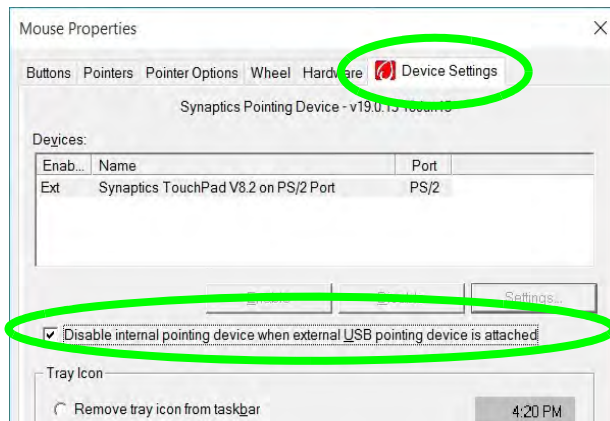 Mouse Properties
Buttons Pointers Pointer Options Wheel Hardware Device Settings
Synaptics Pointing Device - v19.0.
Devices:
Enab... Name Port
Ext Synaptics TouchPad V8.2 on PS/2 Port PS/2
Settings...
Disable internal pointing device when external USB pointing device is attached
Tray Icon
Remove tray icon from taskbar
4:20 PM